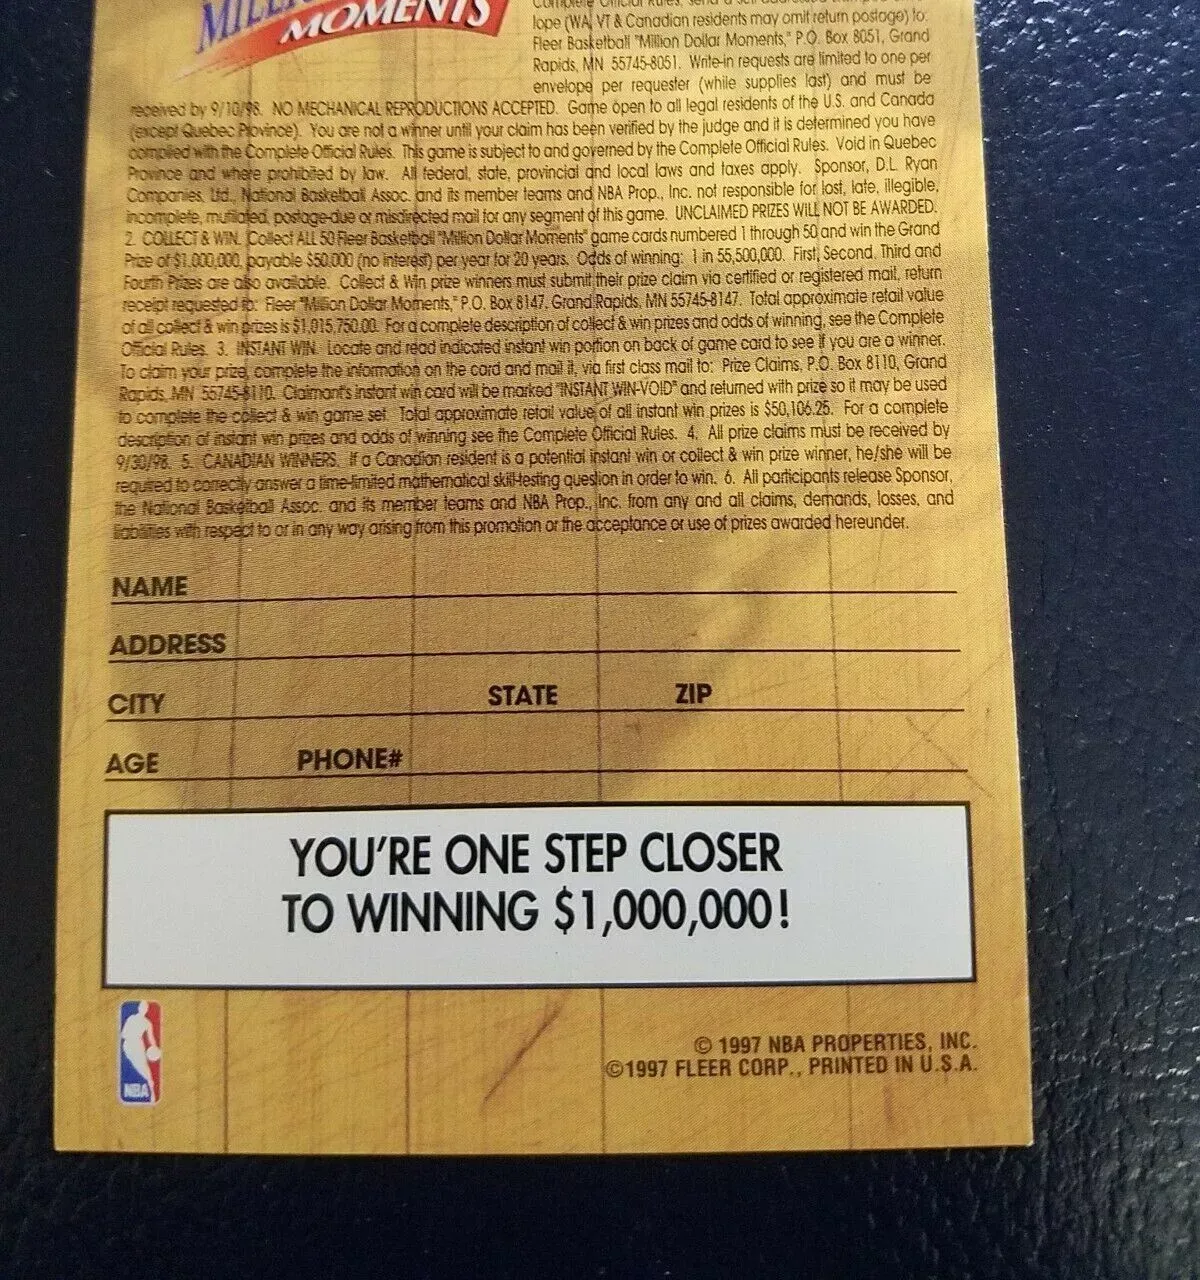 MOMENTS
Complete Official Rules, send a self-addressed stamped enve-
lope (WA, VT & Canadian residents may omit return postage) to:
Fleer Basketball "Million Dollar Moments," P.O. Box 8051, Grand
Rapids, MN 55745-8051. Write-in requests are limited to one per
envelope per requester (while supplies last) and must be
received by 9/10/98. NO MECHANICAL REPRODUCTIONS ACCEPTED. Game open to all legal residents of the U.S. and Canada
(except Quebec Province). You are not a winner until your claim has been verified by the judge and it is determined you have
complied with the Complete Official Rules. This game is subject to and governed by the Complete Official Rules. Void in Quebec
Province and where prohibited by law. All federal, state, provincial and local laws and taxes apply. Sponsor, D.L. Ryan
Companies, Ltd., National Basketball Assoc. and its member teams and NBA Prop., Inc. not responsible for lost, late, illegible,
incomplete, mutilated, postage-due or misdirected mail for any segment of this game. UNCLAIMED PRIZES WILL NOT BE AWARDED.
2. COLLECT & WIN. Collect ALL 50 Fleer Basketball "Million Dollar Moments" game cards numbered 1 through 50 and win the Grand
Prize of $1,000,000, payable $50,000 (no interest) per year for 20 years. Odds of winning: 1 in 55,500,000. First, Second, Third and
Fourth Prizes are also available. Collect & Win prize winners must submit their prize claim via certified or registered mail, return
receipt requested to: Fleer "Million Dollar Moments," P.O. Box 8147, Grand Rapids, MN 55745-8147. Total approximate retail value
of all collect & win prizes is $1,015,750.00. For a complete description of collect & win prizes and odds of winning, see the Complete
Official Rules. 3. INSTANT WIN. Locate and read indicated instant win portion on back of game card to see if you are a winner.
To claim your prize, complete the information on the card and mail it, via first class mail to: Prize Claims, P.O. Box 8110, Grand
Rapids, MN 55745-8110. Claimant's instant win card will be marked "INSTANT WIN-VOID" and returned with prize so it may be used
to complete the collect & win game set. Total approximate retail value of all instant win prizes is $50,106.25. For a complete
description of instant win prizes and odds of winning see the Complete Official Rules. 4. All prize claims must be received by
9/30/98. 5. CANADIAN WINNERS. If a Canadian resident is a potential instant win or collect & win prize winner, he/she will be
required to correctly answer a time-limited mathematical skill-testing question in order to win. 6. All participants release Sponsor,
the National Basketball Assoc. and its member teams and NBA Prop., Inc. from any and all claims, demands, losses, and
liabilities with respect to or in any way arising from this promotion or the acceptance or use of prizes awarded hereunder.
NAME
ADDRESS
CITY STATE ZIP
AGE PHONE#
YOU'RE ONE STEP CLOSER
TO WINNING $1,000,000!
NBA
© 1997 NBA PROPERTIES, INC.
©1997 FLEER CORP., PRINTED IN U.S.A.